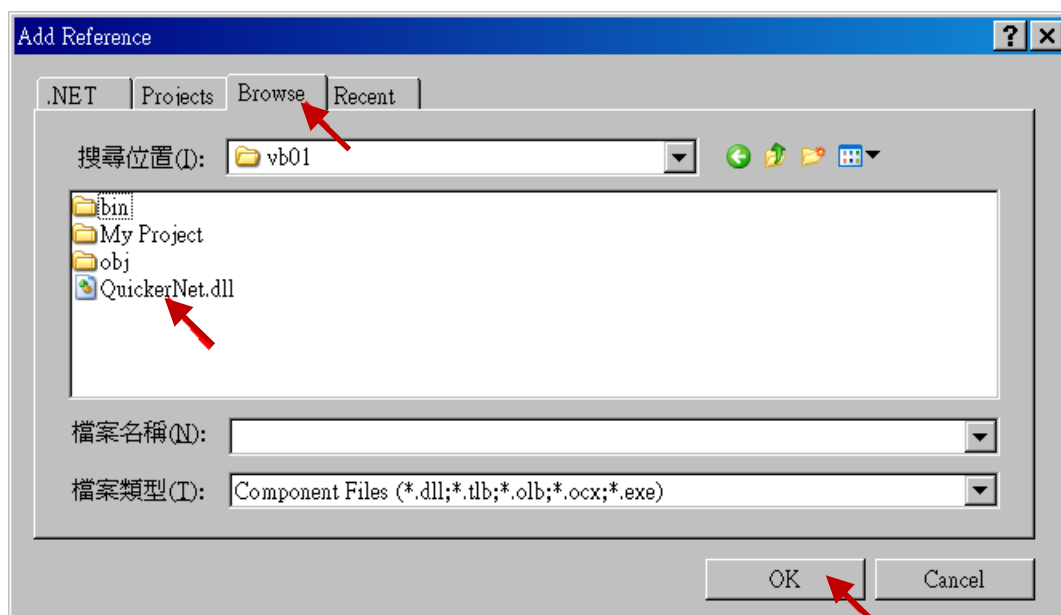 Add Reference
.NET Projects Browse Recent
搜尋位置(I): vb01
bin
My Project
obj
QuickerNet.dll
檔案名稱(N):
檔案類型(T): Component Files (*.dll;*.tlb;*.olb;*.ocx;*.exe)
OK Cancel